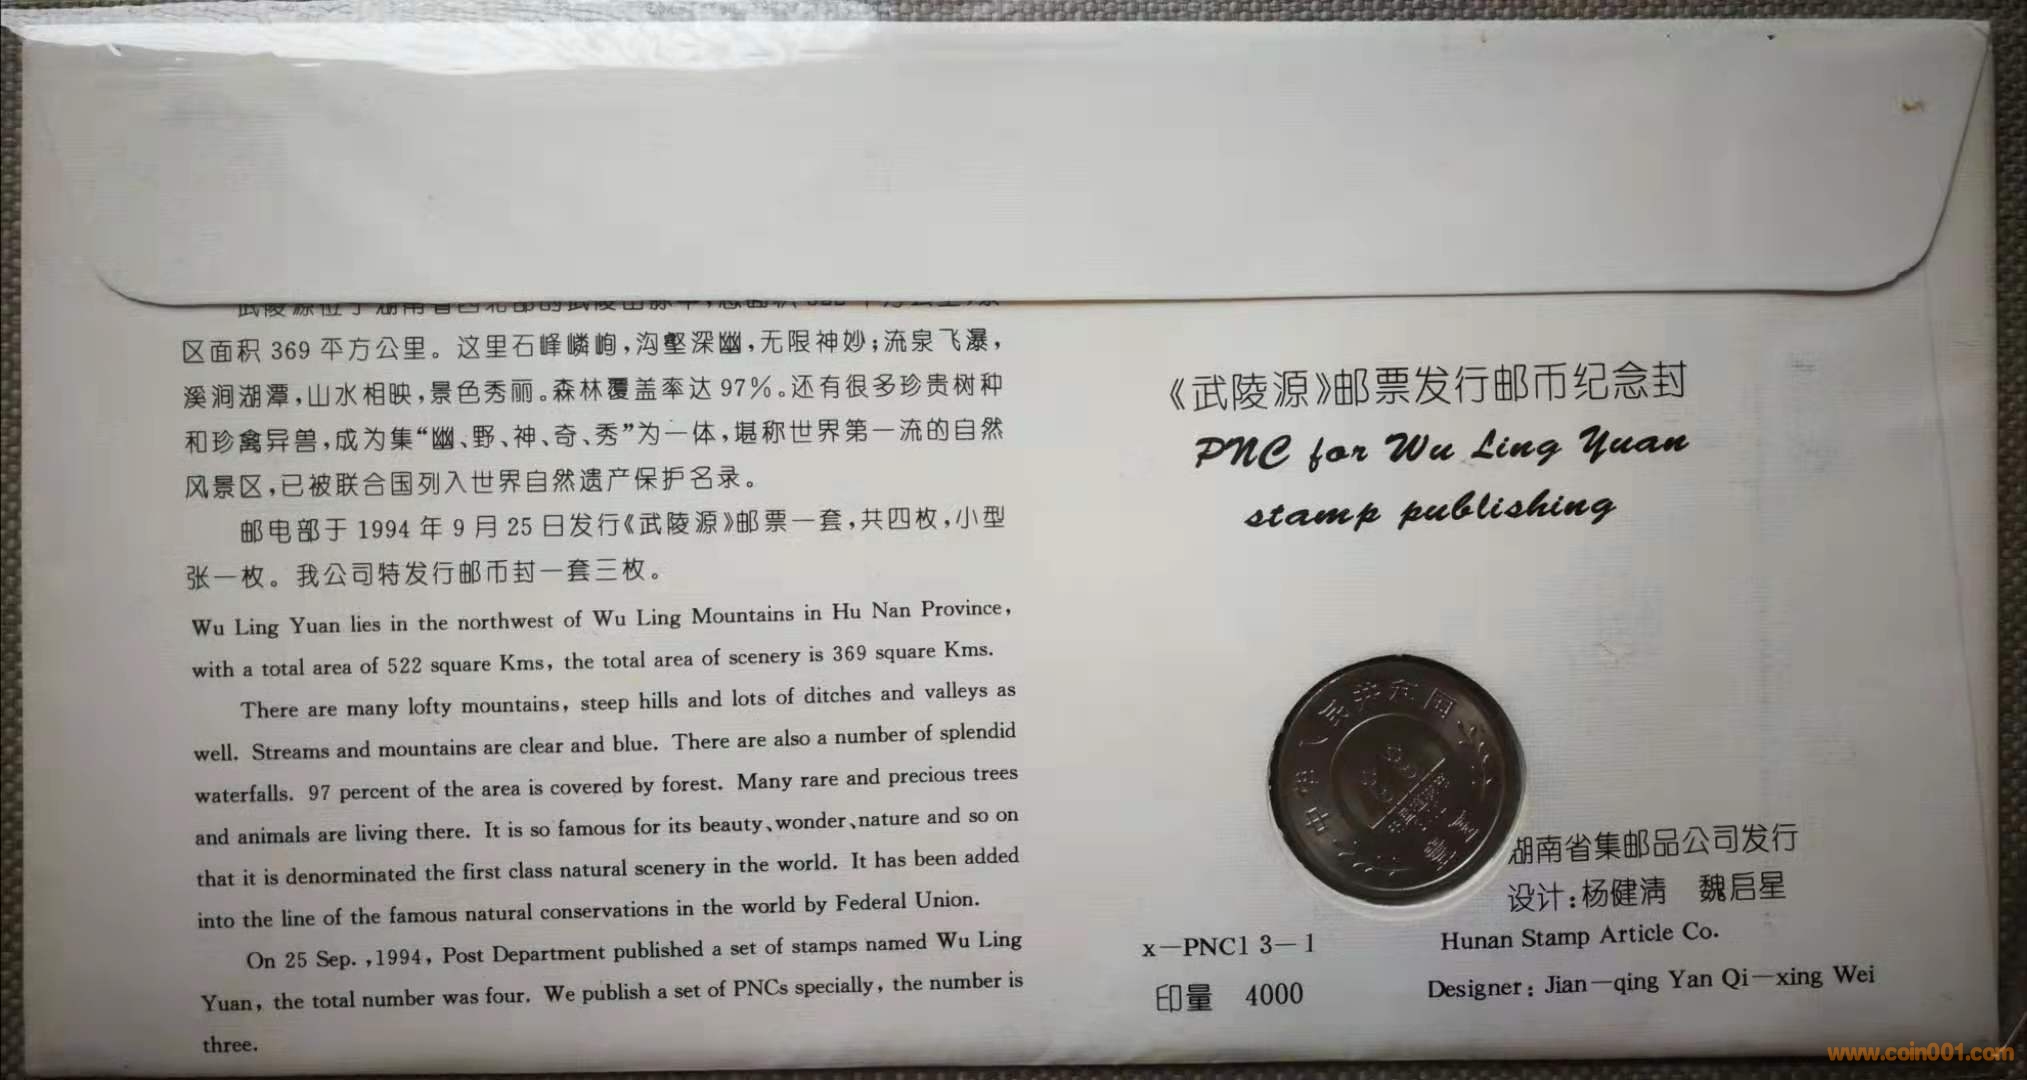 区面积 369 平方公里。这里石峰嶙峋,沟壑深幽,无限神妙;流泉飞瀑,
溪涧湖潭,山水相映,景色秀丽。森林覆盖率达 97%。还有很多珍贵树种
和珍禽异兽,成为集“幽、野、神、奇、秀”为一体,堪称世界第一流的自然
风景区,已被联合国列入世界自然遗产保护名录。
邮电部于 1994 年 9 月 25 日发行《武陵源》邮票一套,共四枚,小型
张一枚。我公司特发行邮币封一套三枚。
Wu Ling Yuan lies in the northwest of Wu Ling Mountains in Hu Nan Province,
with a total area of 522 square Kms, the total area of scenery is 369 square Kms.
There are many lofty mountains, steep hills and lots of ditches and valleys as
well. Streams and mountains are clear and blue. There are also a number of splendid
waterfalls. 97 percent of the area is covered by forest. Many rare and precious trees
and animals are living there. It is so famous for its beauty、wonder、nature and so on
that it is denorminated the first class natural scenery in the world. It has been added
into the line of the famous natural conservations in the world by Federal Union.
On 25 Sep. ,1994, Post Department published a set of stamps named Wu Ling
Yuan, the total number was four. We publish a set of PNCs specially, the number is
three.
《武陵源》邮票发行邮币纪念封
PNC for Wu Ling Yuan
stamp publishing
中华人民共和国
湖南省集邮品公司发行
设计:杨健清 魏启星
x—PNC1 3—1
Hunan Stamp Article Co.
印量 4000
Designer: Jian—qing Yan Qi—xing Wei
www.coin001.com